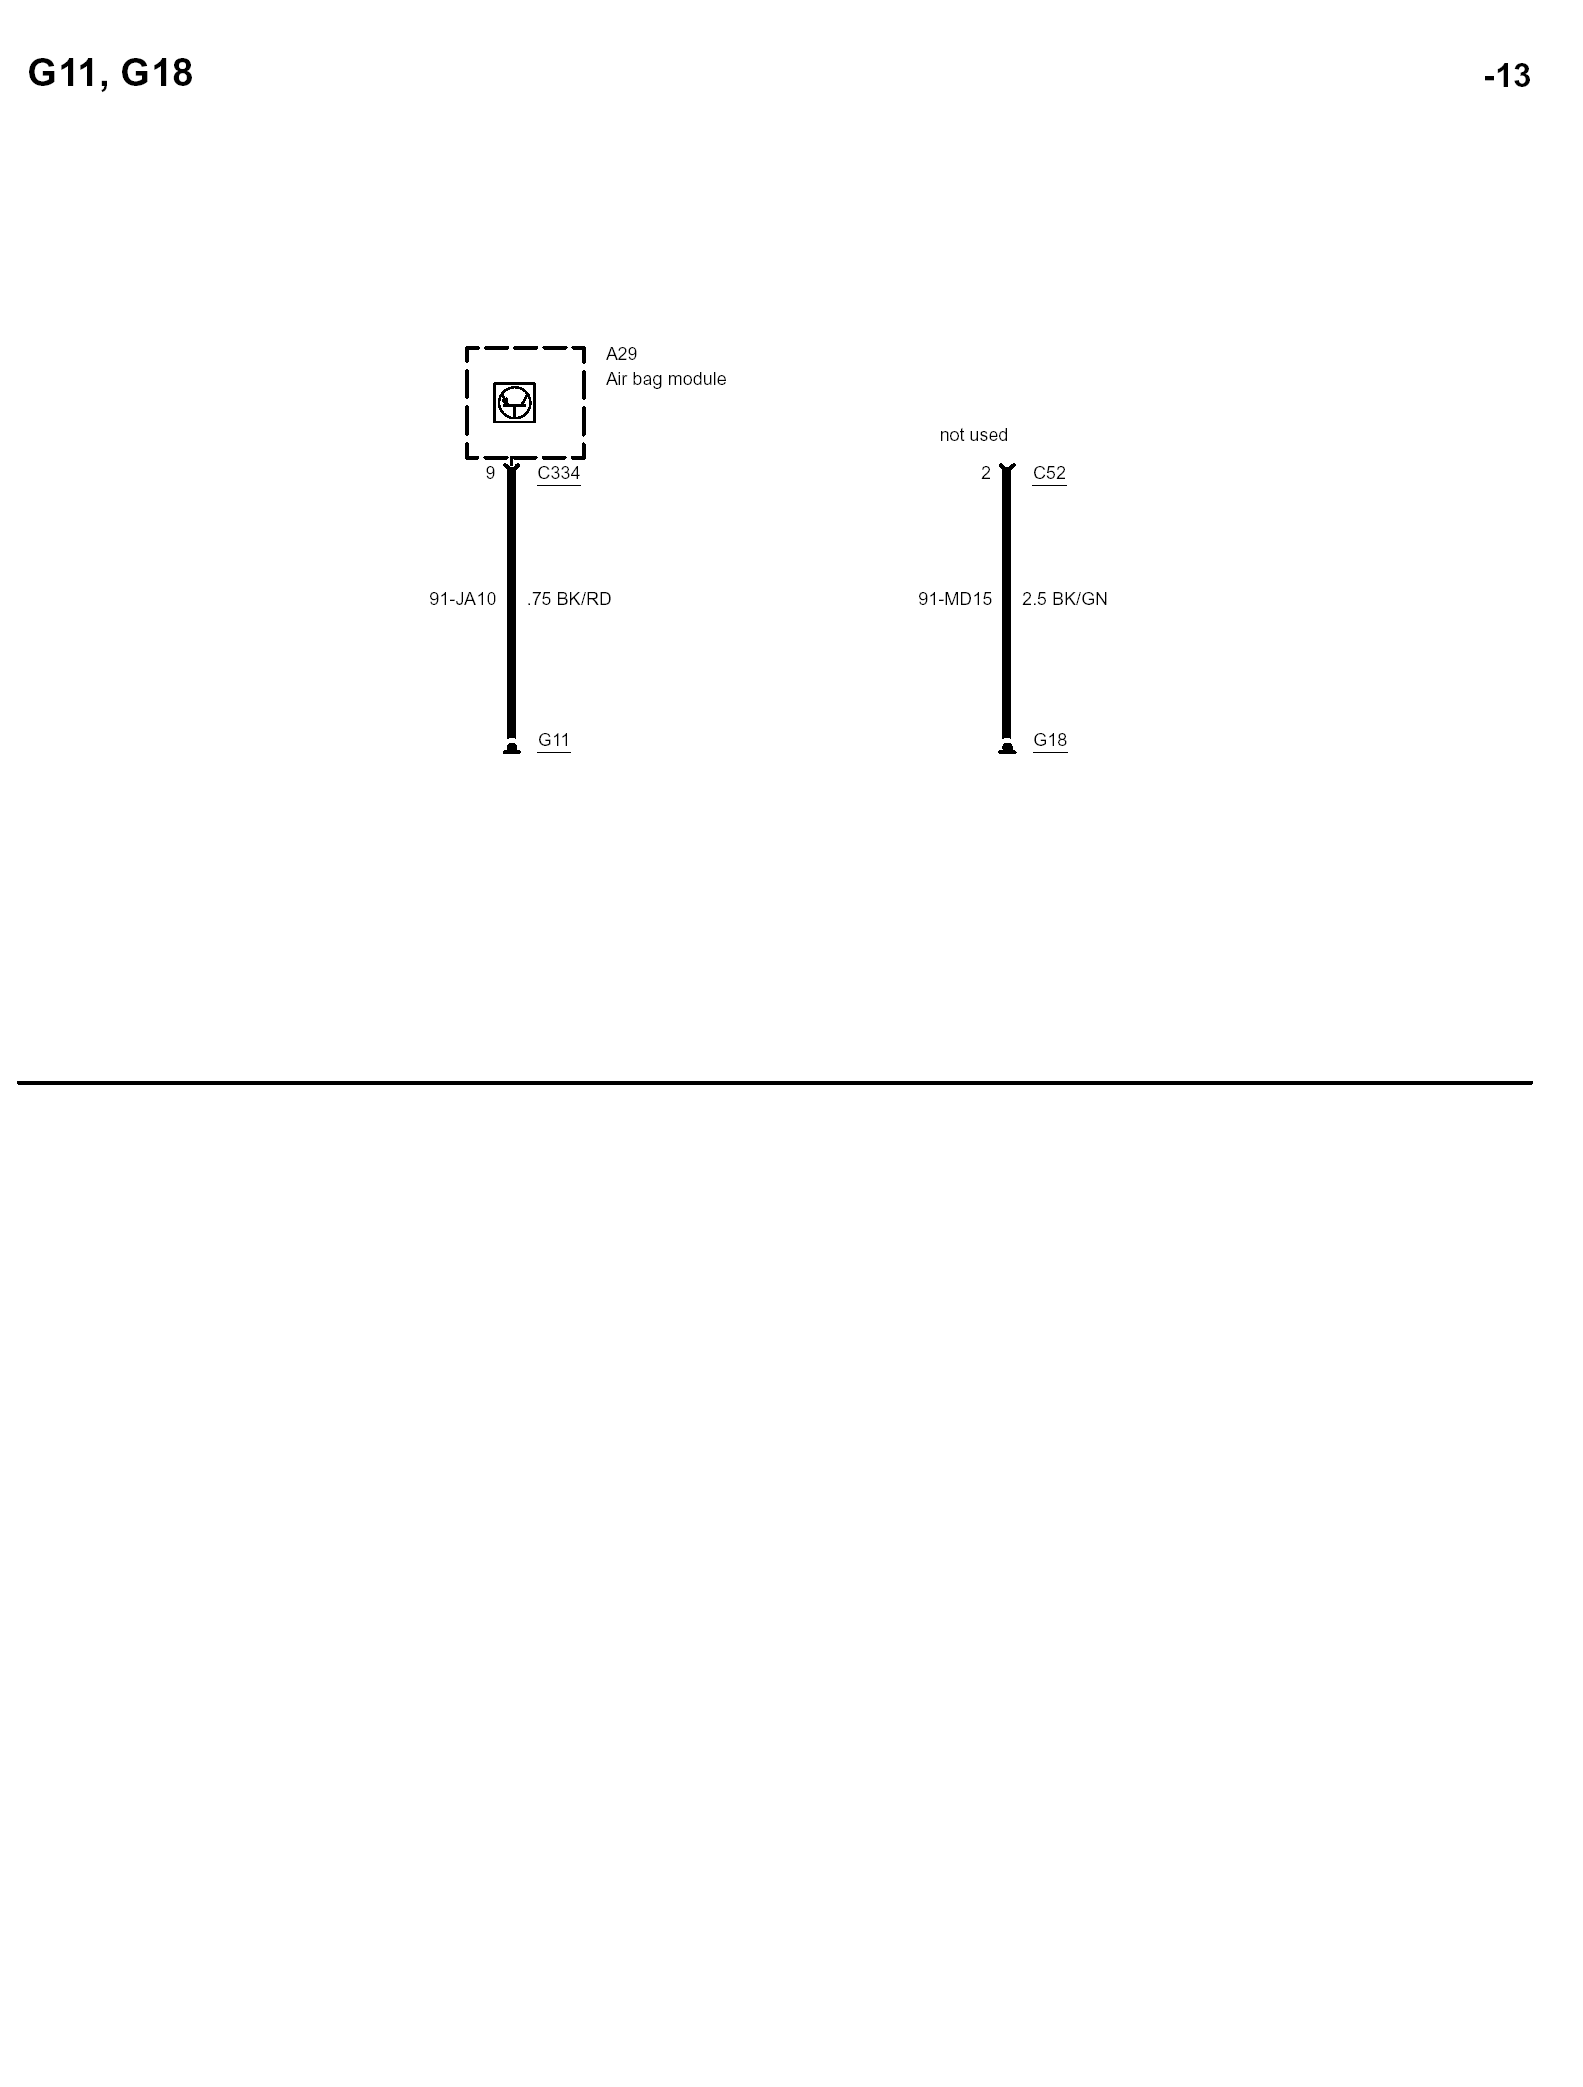 G11, G18
-13
A29
Air bag module
not used
9 C334
2 C52
91-JA10 .75 BK/RD
91-MD15 2.5 BK/GN
G11
G18